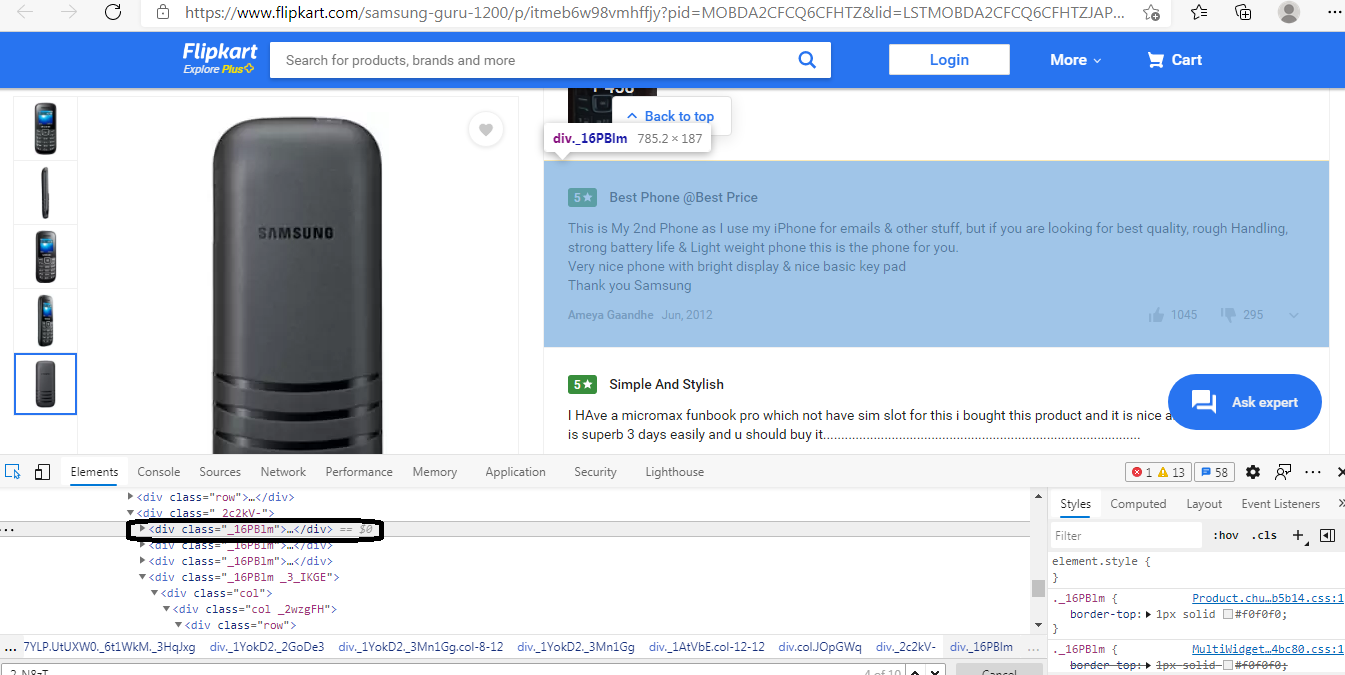 https://www.flipkart.com/samsung-guru-1200/p/itmeb6w98vmhffjy?pid=MOBDA2CFCQ6CFHTZ&lid=LSTMOBDA2CFCQ6CFHTZJAP...
Flipkart
Explore Plus
Search for products, brands and more
Login
More
Cart
Back to top
div._16PBlm 785.2 × 187
SAMSUNG
5★ Best Phone @Best Price
This is My 2nd Phone as I use my iPhone for emails & other stuff, but if you are looking for best quality, rough Handling,
strong battery life & Light weight phone this is the phone for you.
Very nice phone with bright display & nice basic key pad
Thank you Samsung
Ameya Gaandhe Jun, 2012 1045 295
5★ Simple And Stylish
I HAve a micromax funbook pro which not have sim slot for this i bought this product and it is nice a
is superb 3 days easily and u should buy it.......................................................................................
Ask expert
Elements Console Sources Network Performance Memory Application Security Lighthouse 1 13 58
<div class="row">…</div>
<div class="_2c2kV-">
<div class="_16PBlm">…</div> == $0
<div class="_16PBlm">…</div>
<div class="_16PBlm">…</div>
<div class="_16PBlm _3_IKGE">
<div class="col">
<div class="col _2wzgFH">
<div class="row">
... 7YLP.UtUXW0._6t1WkM._3HqJxg div._1YokD2._2GoDe3 div._1YokD2._3Mn1Gg.col-8-12 div._1YokD2._3Mn1Gg div._1AtVbE.col-12-12 div.col.JOpGWq div._2c2kV- div._16PBlm ...
4 of 10 Cancel
Styles Computed Layout Event Listeners
Filter :hov .cls +
element.style {
}
._16PBlm { Product.chu…b5b14.css:1
border-top: 1px solid #f0f0f0;
}
._16PBlm { MultiWidget…4bc80.css:1
border-top: 1px solid #f0f0f0;